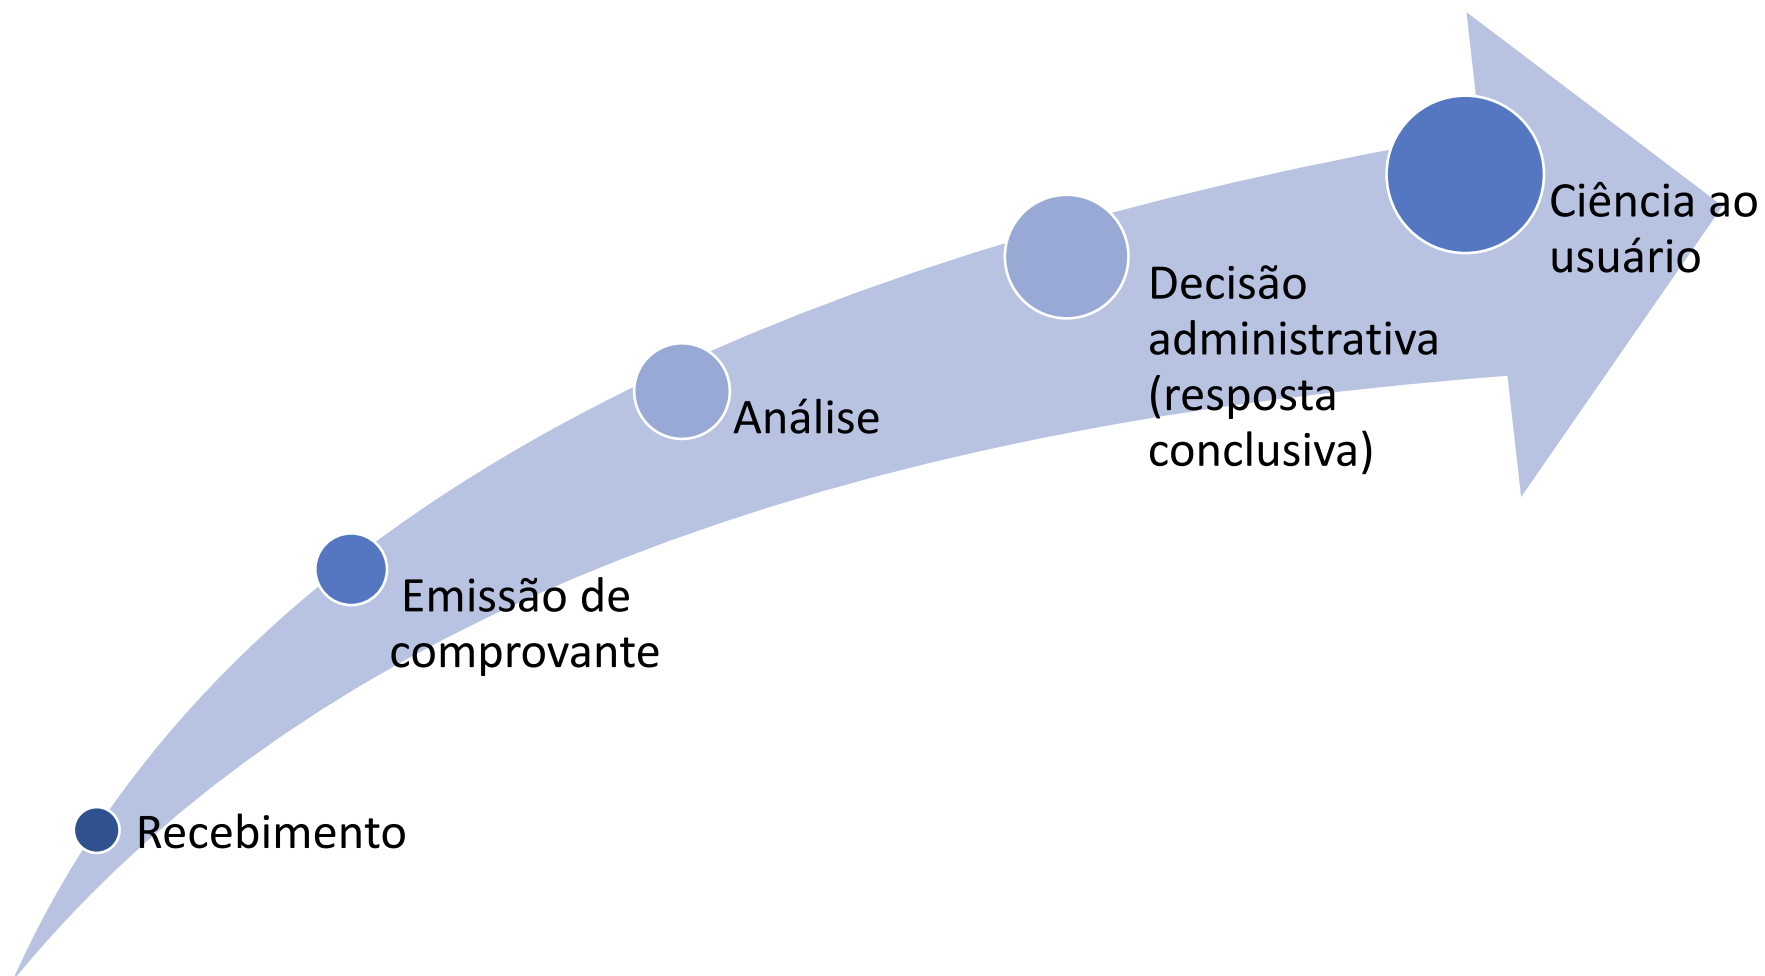 Recebimento
Emissão de
comprovante
Análise
Decisão
administrativa
(resposta
conclusiva)
Ciência ao
usuário